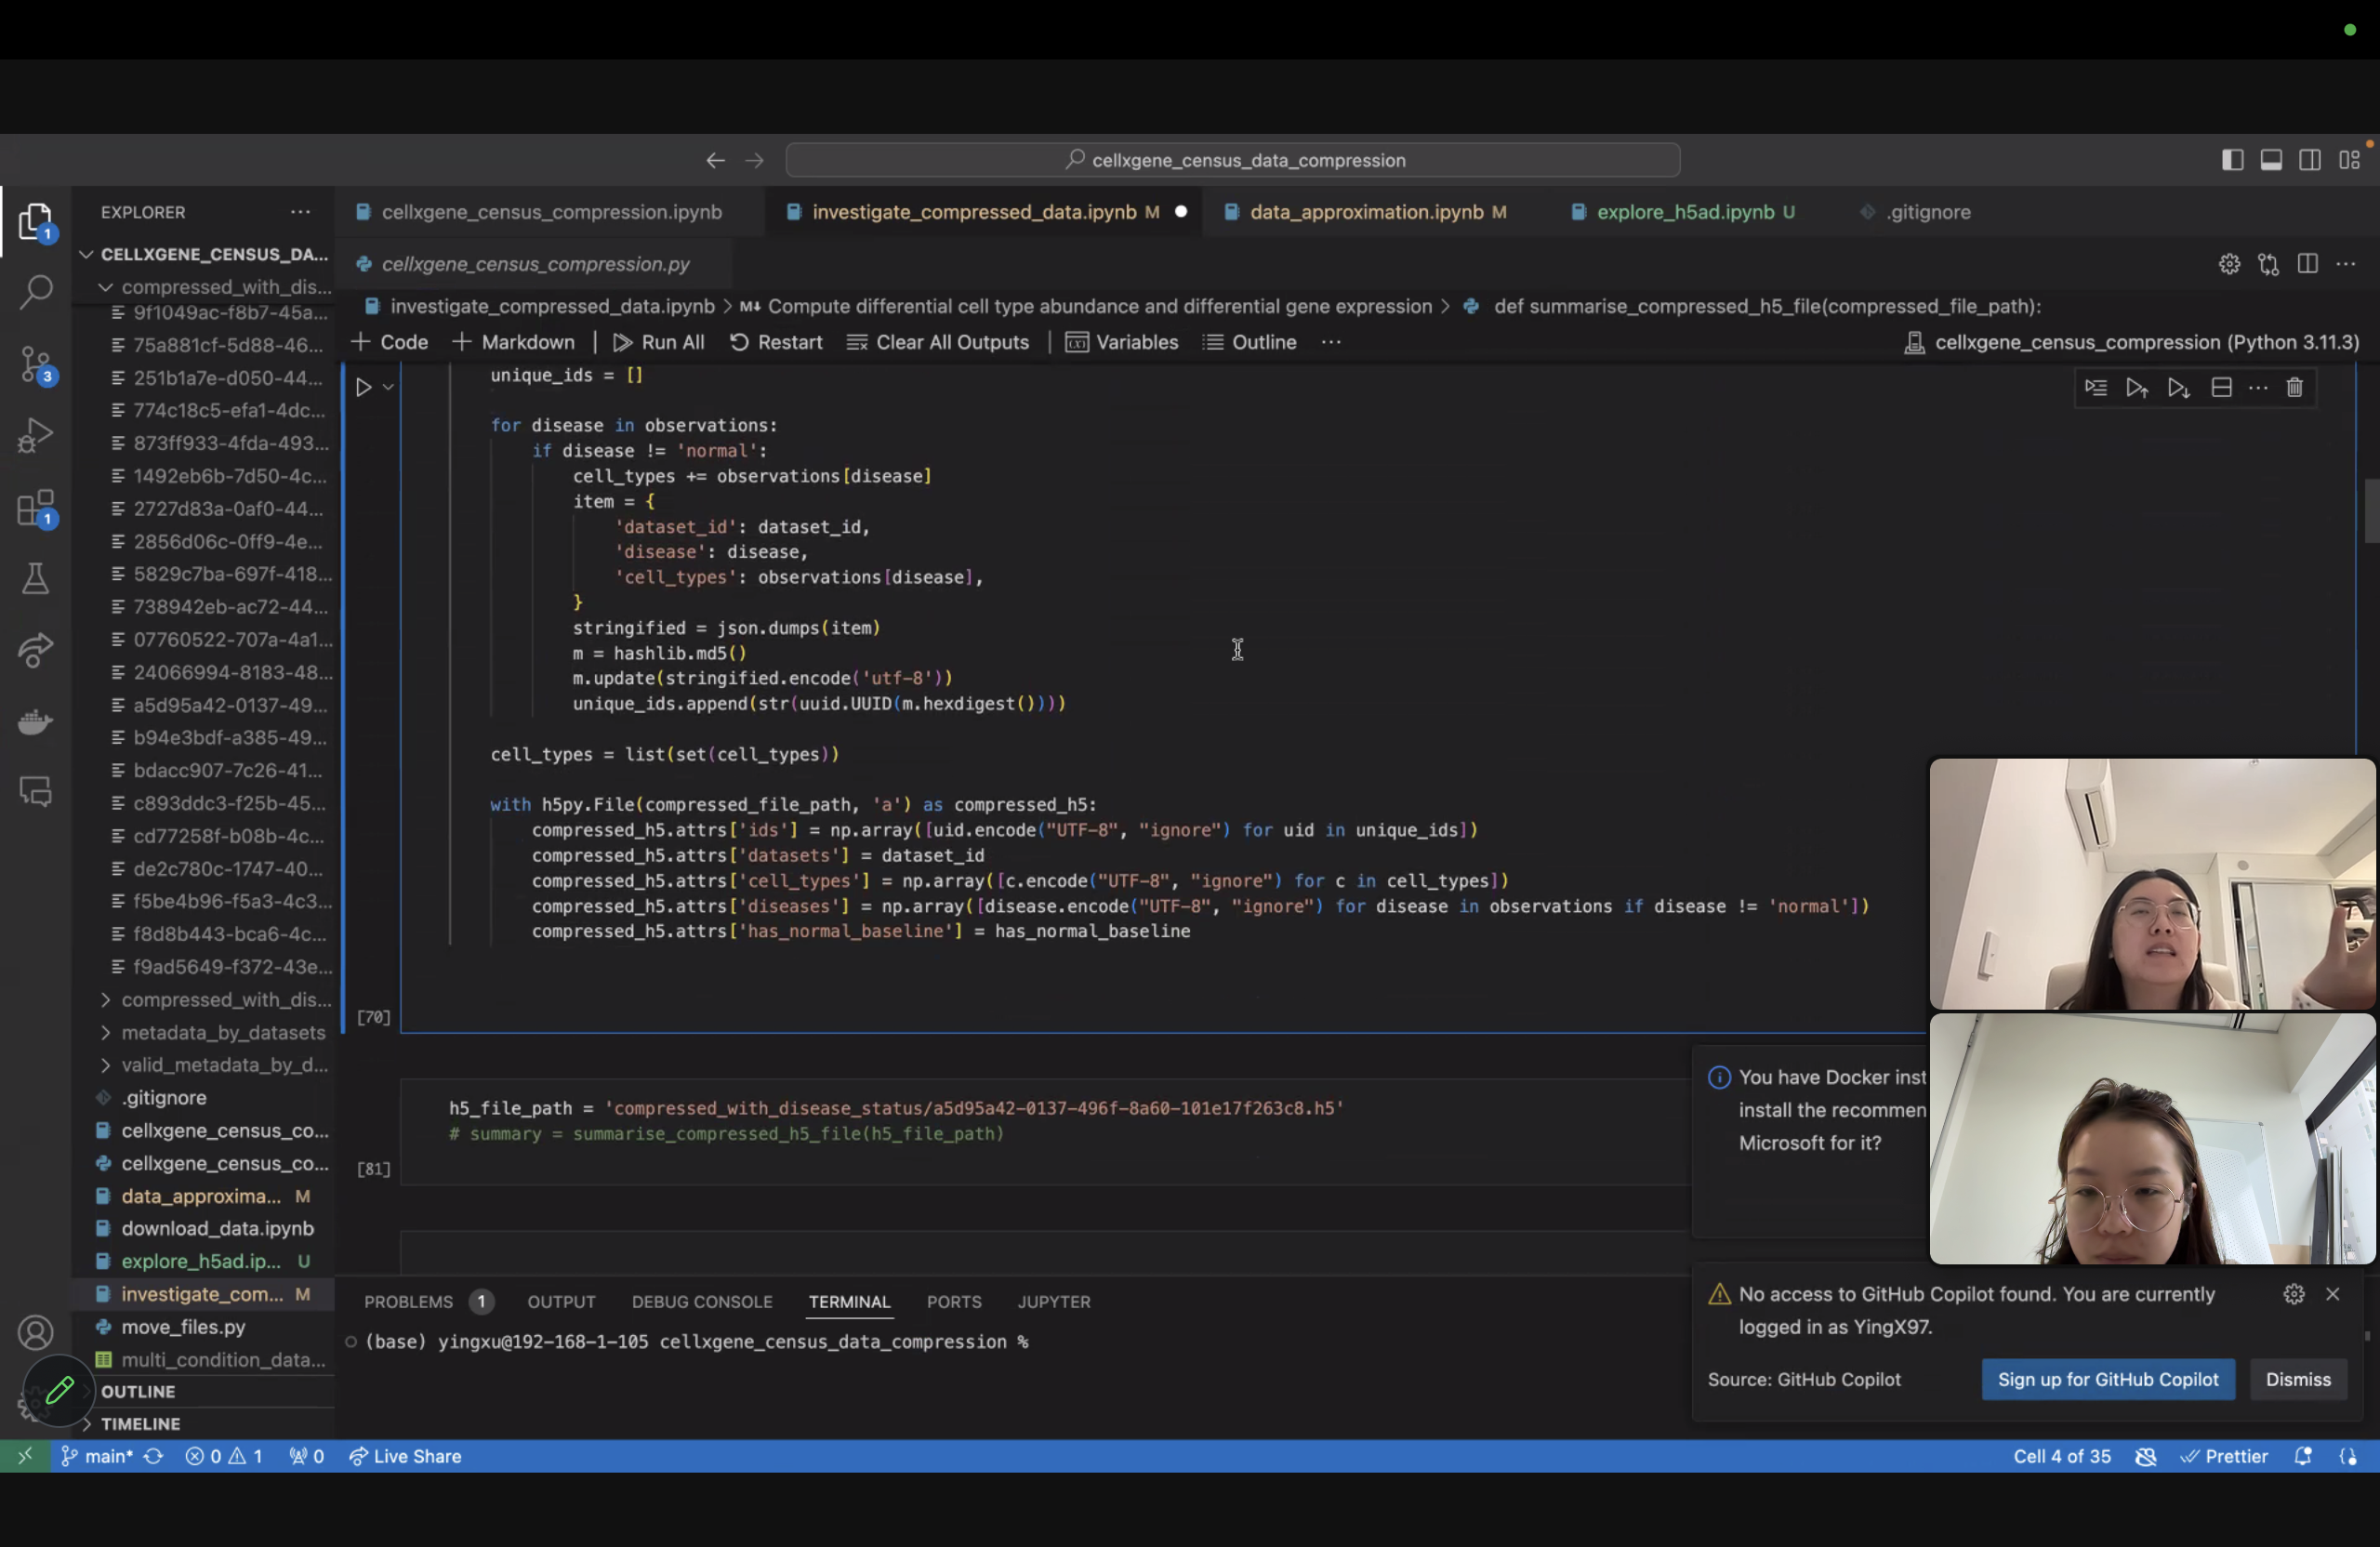 cellxgene_census_data_compression
EXPLORER
cellxgene_census_compression.ipynb
investigate_compressed_data.ipynb M
data_approximation.ipynb M
explore_h5ad.ipynb U
.gitignore
cellxgene_census_compression.py
investigate_compressed_data.ipynb > M↓ Compute differential cell type abundance and differential gene expression > def summarise_compressed_h5_file(compressed_file_path):
+ Code + Markdown | Run All Restart Clear All Outputs | Variables Outline ...
cellxgene_census_compression (Python 3.11.3)
1
3
1
CELLXGENE_CENSUS_DA...
compressed_with_dis...
9f1049ac-f8b7-45a...
75a881cf-5d88-46...
251b1a7e-d050-44...
774c18c5-efa1-4dc...
873ff933-4fda-493...
1492eb6b-7d50-4c...
2727d83a-0af0-44...
2856d06c-0ff9-4e...
5829c7ba-697f-418...
738942eb-ac72-44...
07760522-707a-4a1...
24066994-8183-48...
a5d95a42-0137-49...
b94e3bdf-a385-49...
bdacc907-7c26-41...
c893ddc3-f25b-45...
cd77258f-b08b-4c...
de2c780c-1747-40...
f5be4b96-f5a3-4c3...
f8d8b443-bca6-4c...
f9ad5649-f372-43e...
compressed_with_dis...
metadata_by_datasets
valid_metadata_by_d...
.gitignore
cellxgene_census_co...
cellxgene_census_co...
data_approxima... M
download_data.ipynb
explore_h5ad.ip... U
investigate_com... M
move_files.py
multi_condition_data...
OUTLINE
TIMELINE
unique_ids = []
for disease in observations:
if disease != 'normal':
cell_types += observations[disease]
item = {
'dataset_id': dataset_id,
'disease': disease,
'cell_types': observations[disease],
}
stringified = json.dumps(item)
m = hashlib.md5()
m.update(stringified.encode('utf-8'))
unique_ids.append(str(uuid.UUID(m.hexdigest())))
cell_types = list(set(cell_types))
with h5py.File(compressed_file_path, 'a') as compressed_h5:
compressed_h5.attrs['ids'] = np.array([uid.encode("UTF-8", "ignore") for uid in unique_ids])
compressed_h5.attrs['datasets'] = dataset_id
compressed_h5.attrs['cell_types'] = np.array([c.encode("UTF-8", "ignore") for c in cell_types])
compressed_h5.attrs['diseases'] = np.array([disease.encode("UTF-8", "ignore") for disease in observations if disease != 'normal'])
compressed_h5.attrs['has_normal_baseline'] = has_normal_baseline
[70]
h5_file_path = 'compressed_with_disease_status/a5d95a42-0137-496f-8a60-101e17f263c8.h5'
# summary = summarise_compressed_h5_file(h5_file_path)
[81]
You have Docker inst
install the recommen
Microsoft for it?
PROBLEMS 1 OUTPUT DEBUG CONSOLE TERMINAL PORTS JUPYTER
(base) yingxu@192-168-1-105 cellxgene_census_data_compression %
No access to GitHub Copilot found. You are currently
logged in as YingX97.
Source: GitHub Copilot
Sign up for GitHub Copilot
Dismiss
main* 0 1 0 Live Share
Cell 4 of 35 Prettier